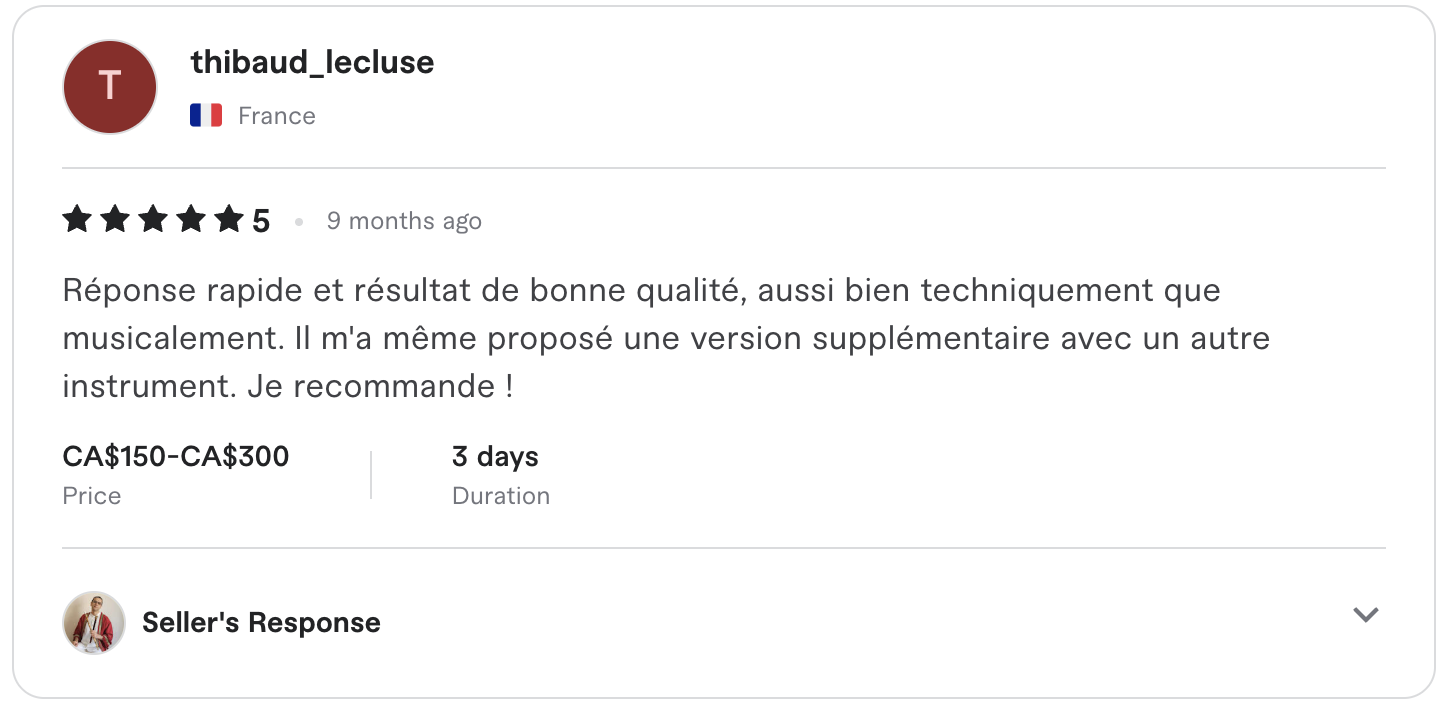 T
thibaud_lecluse
France
5
9 months ago
Réponse rapide et résultat de bonne qualité, aussi bien techniquement que
musicalement. Il m'a même proposé une version supplémentaire avec un autre
instrument. Je recommande !
CA$150-CA$300
3 days
Price
Duration
Seller's Response